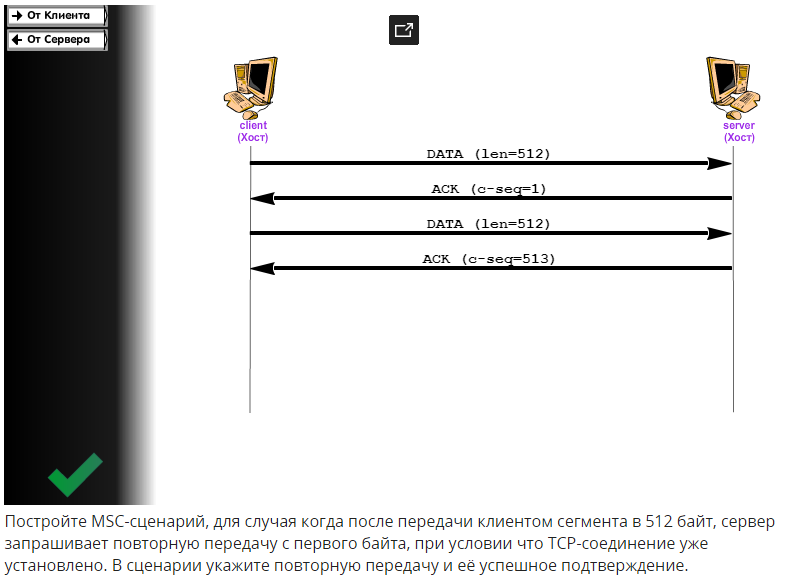 От Клиента
От Сервера
client
(Хост)
server
(Хост)
DATA (len=512)
ACK (c-seq=1)
DATA (len=512)
ACK (c-seq=513)
Постройте MSC-сценарий, для случая когда после передачи клиентом сегмента в 512 байт, сервер
запрашивает повторную передачу с первого байта, при условии что TCP-соединение уже
установлено. В сценарии укажите повторную передачу и её успешное подтверждение.